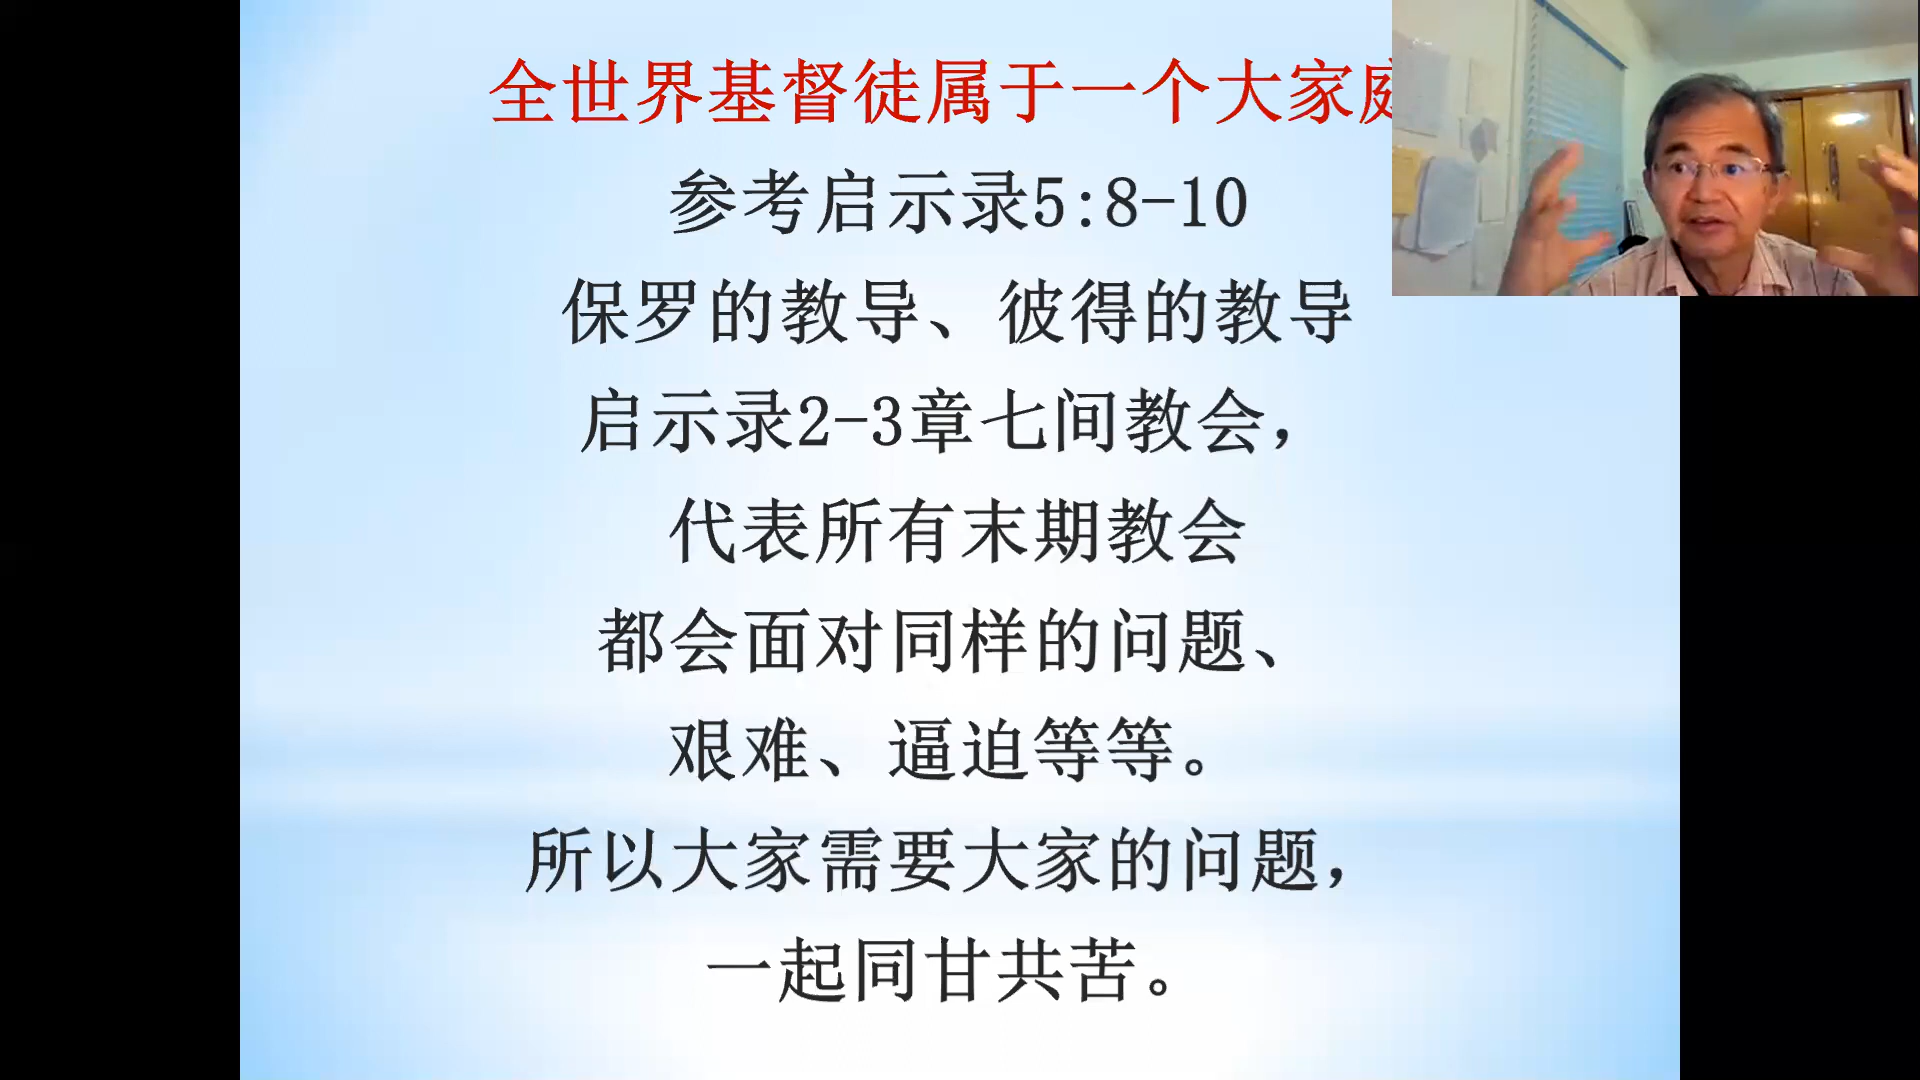 全世界基督徒属于一个大家庭
参考启示录5:8-10
保罗的教导、彼得的教导
启示录2-3章七间教会，
代表所有末期教会
都会面对同样的问题、
艰难、逼迫等等。
所以大家需要大家的问题，
一起同甘共苦。